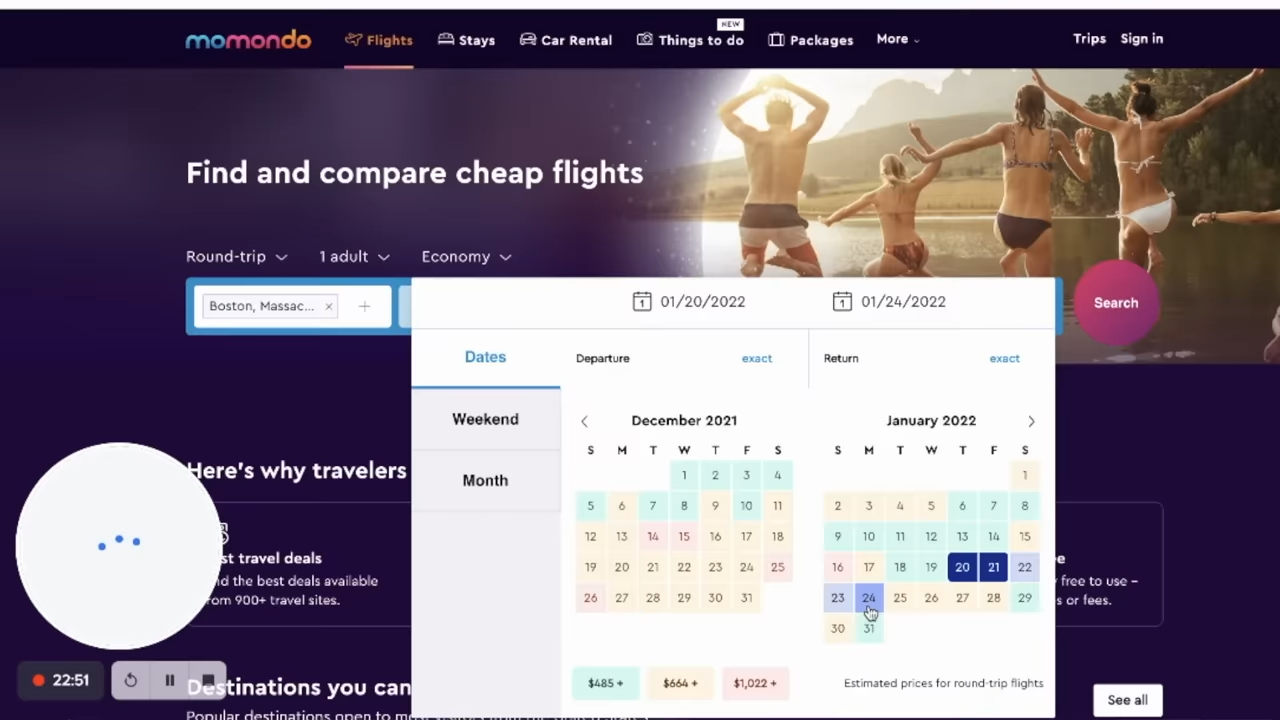 momondo
Flights
Stays
Car Rental
NEW
Things to do
Packages
More
Trips
Sign in
Find and compare cheap flights
Round-trip
1 adult
Economy
Boston, Massac... ×
+
01/20/2022
01/24/2022
Search
Dates
Weekend
Month
Departure exact
Return exact
December 2021
S M T W T F S
1 2 3 4
5 6 7 8 9 10 11
12 13 14 15 16 17 18
19 20 21 22 23 24 25
26 27 28 29 30 31
January 2022
S M T W T F S
1
2 3 4 5 6 7 8
9 10 11 12 13 14 15
16 17 18 19 20 21 22
23 24 25 26 27 28 29
30 31
$485 +
$664 +
$1,022 +
Estimated prices for round-trip flights
Here's why travelers
st travel deals
nd the best deals available
rom 900+ travel sites.
free to use –
s or fees.
22:51
Destinations you can
Popular destinations open to
See all